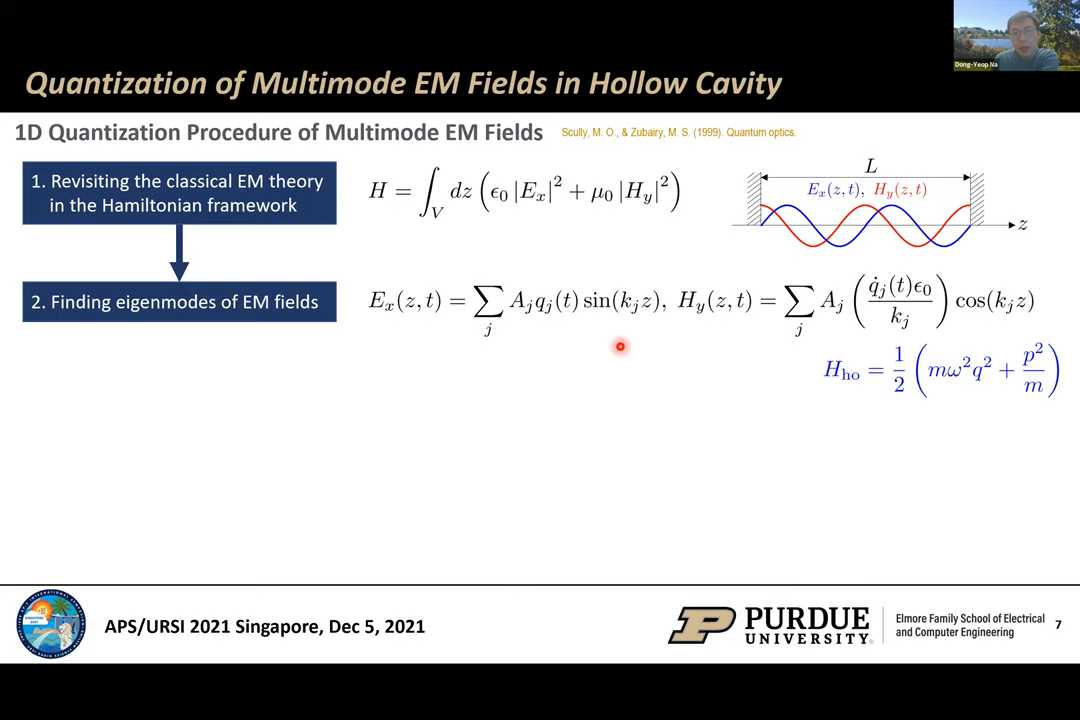 Dong-Yeop Na
Quantization of Multimode EM Fields in Hollow Cavity
1D Quantization Procedure of Multimode EM Fields
Scully, M. O., & Zubairy, M. S. (1999). Quantum optics.
1. Revisiting the classical EM theory
in the Hamiltonian framework
H = ∫_V dz (ϵ₀ |E_x|² + μ₀ |H_y|²)
L
E_x(z, t), H_y(z, t)
z
2. Finding eigenmodes of EM fields
E_x(z, t) = ∑_j A_j q_j(t) sin(k_j z), H_y(z, t) = ∑_j A_j (q̇_j(t)ϵ₀ / k_j) cos(k_j z)
H_ho = 1/2 (mω²q² + p²/m)
APS/URSI 2021 Singapore, Dec 5, 2021
P
PURDUE
UNIVERSITY®
Elmore Family School of Electrical
and Computer Engineering
7